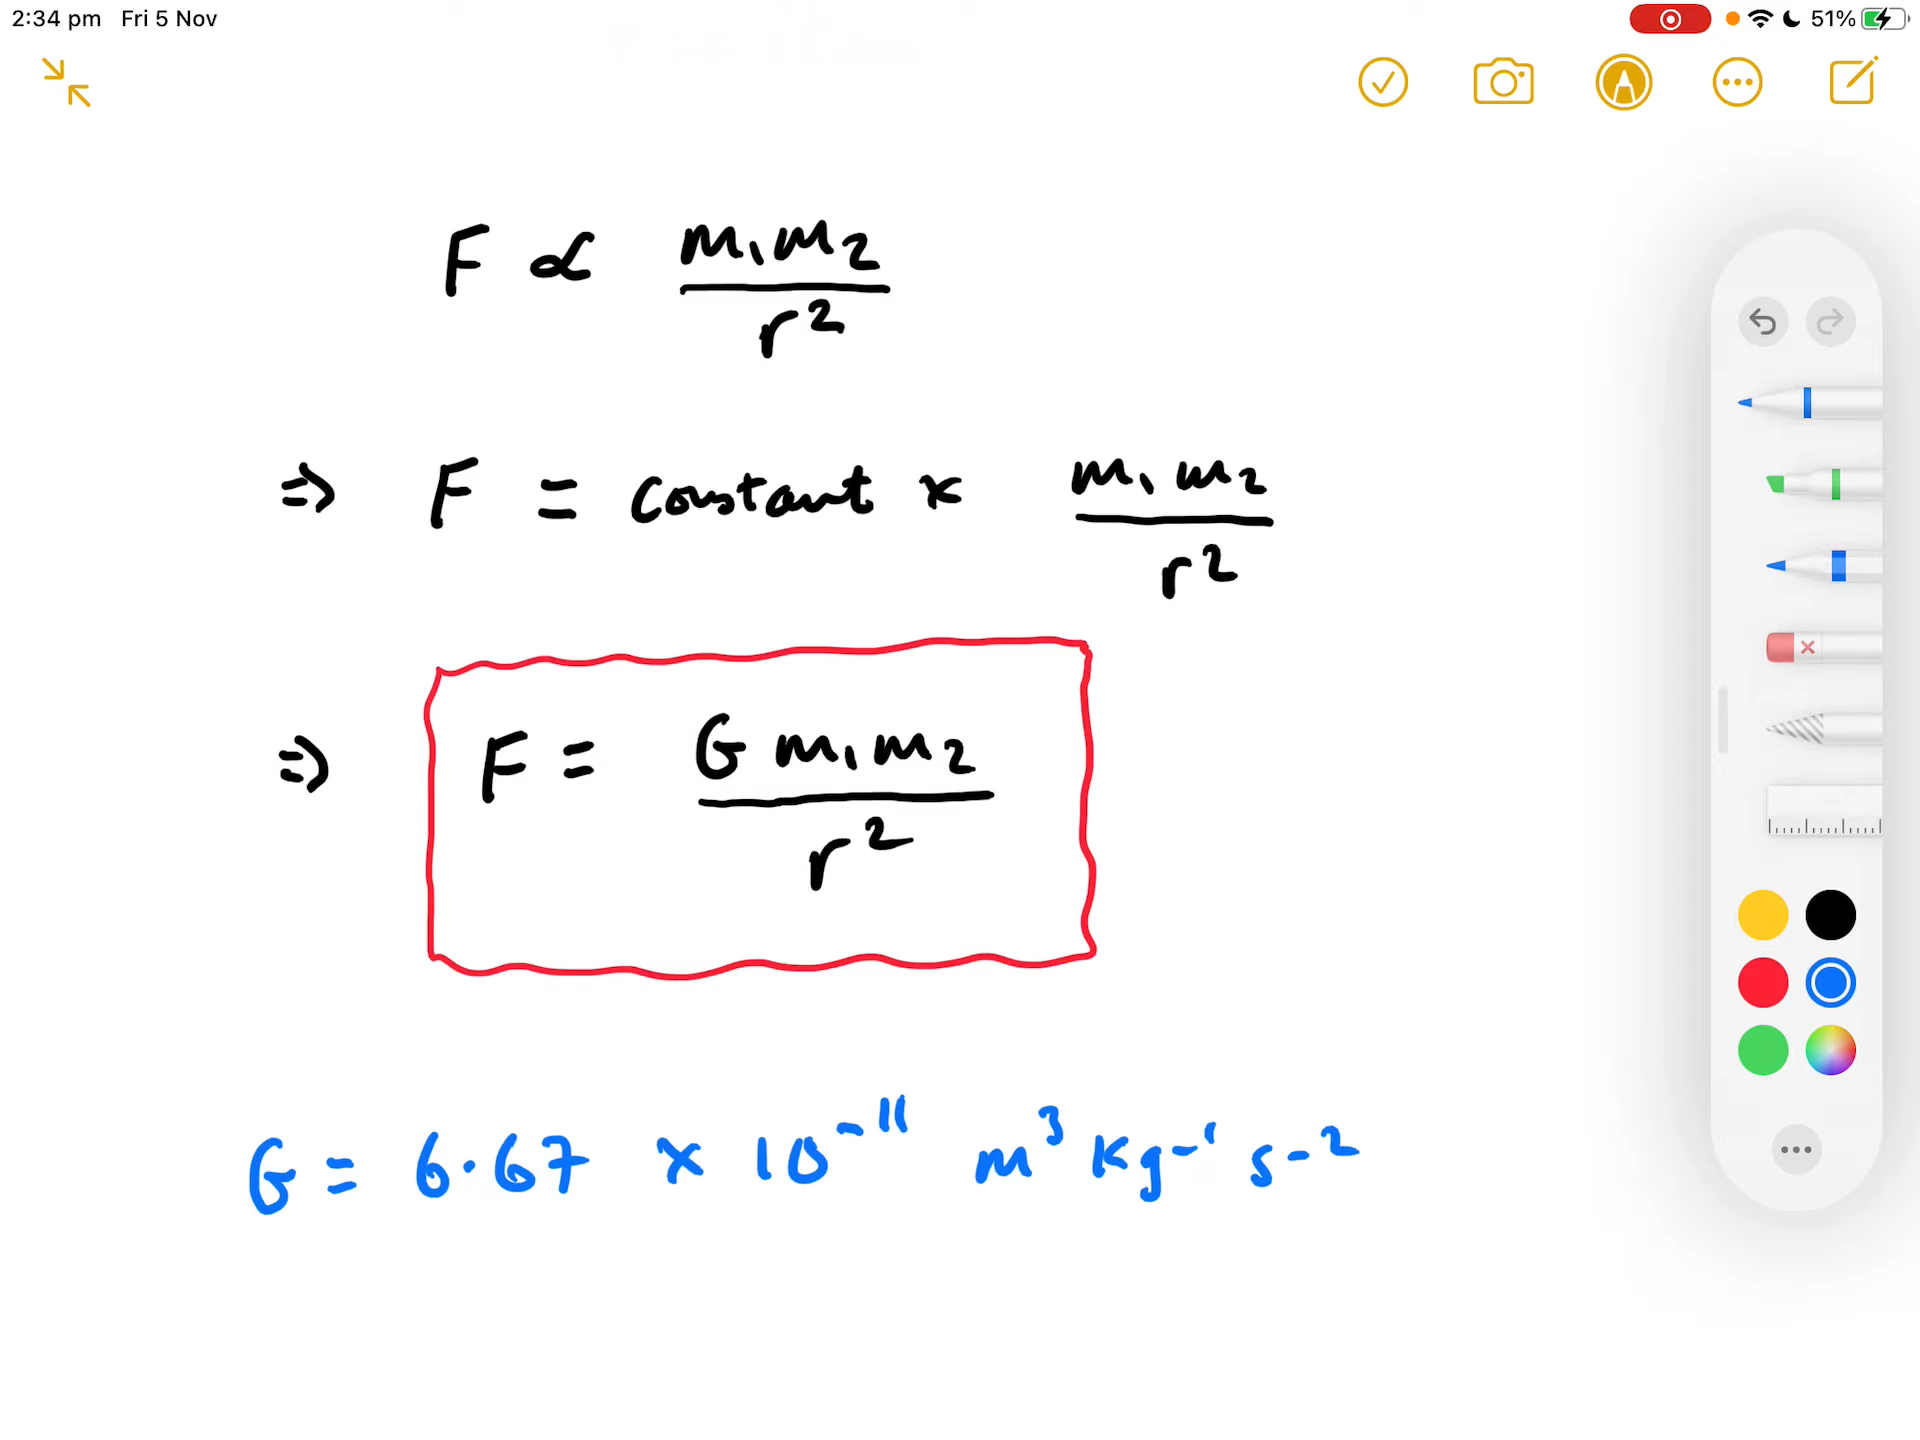 2:34 pm Fri 5 Nov 51%
F ∝ m₁m₂ / r²
⇒ F = constant × m₁m₂ / r²
⇒ F = G m₁m₂ / r²
G = 6.67 × 10⁻¹¹ m³ kg⁻¹ s⁻²